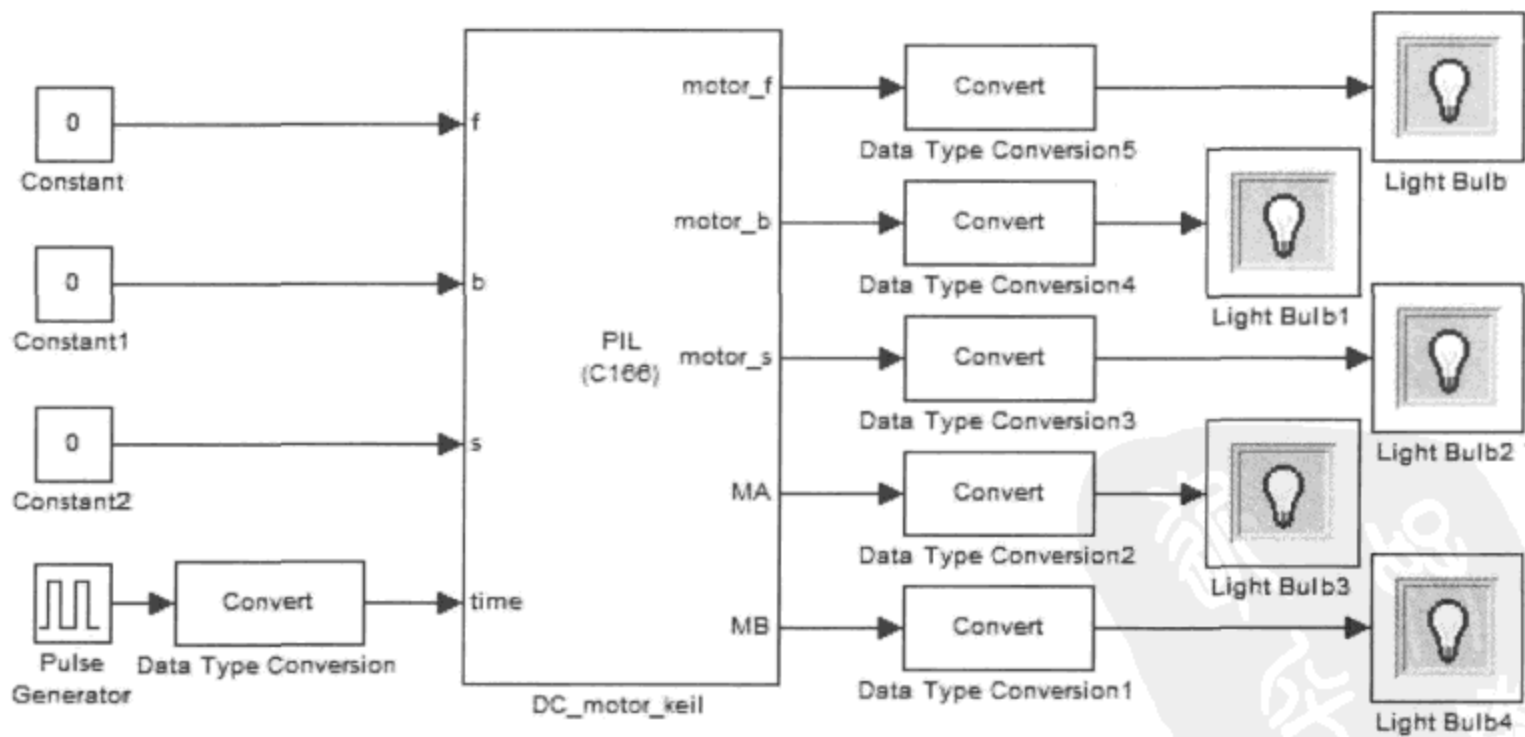 0
Constant
0
Constant1
0
Constant2
Pulse
Generator
Convert
Data Type Conversion
f
b
s
time
PIL
(C166)
motor_f
motor_b
motor_s
MA
MB
DC_motor_keil
Convert
Data Type Conversion5
Convert
Data Type Conversion4
Convert
Data Type Conversion3
Convert
Data Type Conversion2
Convert
Data Type Conversion1
Light Bulb
Light Bulb1
Light Bulb2
Light Bulb3
Light Bulb4